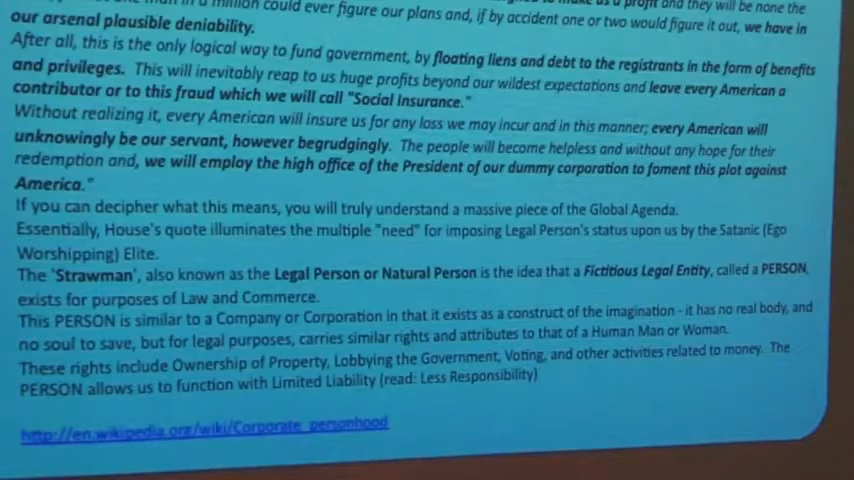 million could ever figure our plans and, if by accident one or two would figure it out, we have in
our arsenal plausible deniability.
After all, this is the only logical way to fund government, by floating liens and debt to the registrants in the form of benefits
and privileges. This will inevitably reap to us huge profits beyond our wildest expectations and leave every American a
contributor or to this fraud which we will call "Social Insurance."
Without realizing it, every American will insure us for any loss we may incur and in this manner; every American will
unknowingly be our servant, however begrudgingly. The people will become helpless and without any hope for their
redemption and, we will employ the high office of the President of our dummy corporation to foment this plot against
America."
If you can decipher what this means, you will truly understand a massive piece of the Global Agenda.
Essentially, House's quote illuminates the multiple "need" for imposing Legal Person's status upon us by the Satanic (Ego
Worshipping) Elite.
The 'Strawman', also known as the Legal Person or Natural Person is the idea that a Fictitious Legal Entity, called a PERSON,
exists for purposes of Law and Commerce.
This PERSON is similar to a Company or Corporation in that it exists as a construct of the imagination - it has no real body, and
no soul to save, but for legal purposes, carries similar rights and attributes to that of a Human Man or Woman.
These rights include Ownership of Property, Lobbying the Government, Voting, and other activities related to money. The
PERSON allows us to function with Limited Liability (read: Less Responsibility)
http://en.wikipedia.org/wiki/Corporate_personhood